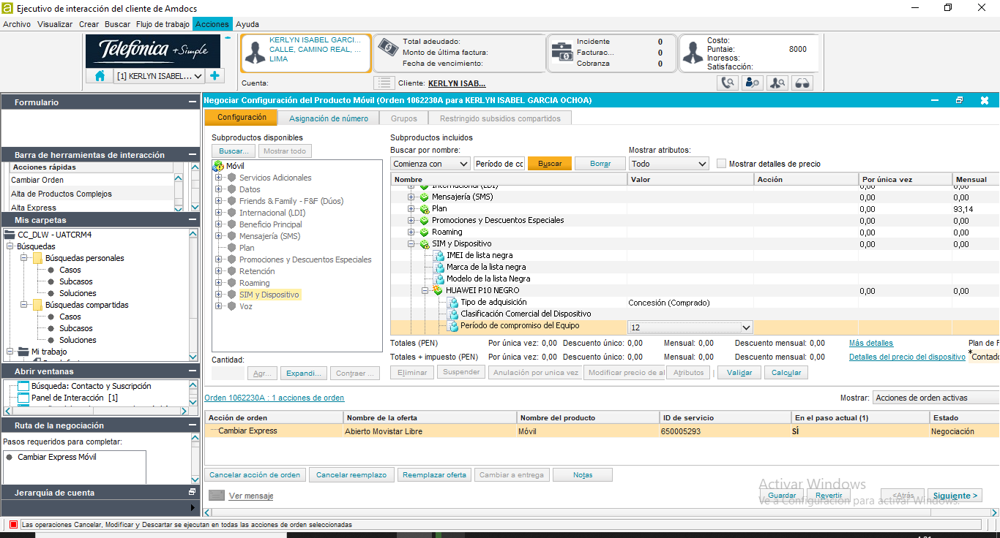 Ejecutivo de interacción del cliente de Amdocs
Archivo Visualizar Crear Buscar Flujo de trabajo Acciones Ayuda
Telefónica +Simple
[1] KERLYN ISABEL...
KERLYN ISABEL GARCI...
CALLE, CAMINO REAL, ...
LIMA
Total adeudado:
Monto de última factura:
Fecha de vencimiento:
Incidente 0
Facturac... 0
Cobranza 0
Costo:
Puntaie: 8000
Ingresos:
Satisfacción:
Cuenta:
Cliente: KERLYN ISAB...
Formulario
Barra de herramientas de interacción
Acciones rápidas
Cambiar Orden
Alta de Productos Complejos
Alta Express
Mis carpetas
CC_DLW - UATCRM4
Búsquedas
Búsquedas personales
Casos
Subcasos
Soluciones
Búsquedas compartidas
Casos
Subcasos
Soluciones
Mi trabajo
Abrir ventanas
Búsqueda: Contacto y Suscripción
Panel de Interacción [1]
Ruta de la negociación
Pasos requeridos para completar:
Cambiar Express Móvil
Jerarquía de cuenta
Negociar Configuración del Producto Móvil (Orden 1062230A para KERLYN ISABEL GARCIA OCHOA)
Configuración Asignación de número Grupos Restringido subsidios compartidos
Subproductos disponibles
Buscar... Mostrar todo
Móvil
Servicios Adicionales
Datos
Friends & Family - F&F (Dúos)
Internacional (LDI)
Beneficio Principal
Mensajería (SMS)
Plan
Promociones y Descuentos Especiales
Retención
Roaming
SIM y Dispositivo
Voz
Cantidad:
Agr... Expandi... Contraer ...
Subproductos incluidos
Buscar por nombre: Mostrar atributos:
Comienza con Período de cc Buscar Borrar Todo Mostrar detalles de precio
Nombre Valor Acción Por única vez Mensual
Internacional (LDI) 0,00 0,00
Mensajería (SMS) 0,00 0,00
Plan 93,14
Promociones y Descuentos Especiales 0,00 0,00
Roaming 0,00 0,00
SIM y Dispositivo 0,00 0,00
IMEI de lista negra
Marca de la lista negra
Modelo de la lista Negra
HUAWEI P10 NEGRO 0,00 0,00
Tipo de adquisición Concesión (Comprado)
Clasificación Comercial del Dispositivo
Período de compromiso del Equipo 12
Totales (PEN) Por única vez: 0,00 Descuento único: 0,00 Mensual: 0,00 Descuento mensual: 0,00 Más detalles Plan de F
Totales + impuesto (PEN) Por única vez: 0,00 Descuento único: 0,00 Mensual: 0,00 Descuento mensual: 0,00 Detalles del precio del dispositivo *Contado
Eliminar Suspender Anulación por unica vez Modificar precio de al Atributos | Validar Calcular
Orden 1062230A : 1 acciones de orden
Mostrar: Acciones de orden activas
Acción de orden Nombre de la oferta Nombre del producto ID de servicio En el paso actual (1) Estado
Cambiar Express Abierto Movistar Libre Móvil 650005293 SÍ Negociación
Cancelar acción de orden Cancelar reemplazo Reemplazar oferta Cambiar a entrega Notas
Ver mensaje
Guardar Revertir <Atrás Siguiente >
Activar Windows
Ve a Configuración para activar Windows.
Las operaciones Cancelar, Modificar y Descartar se ejecutan en todas las acciones de orden seleccionadas